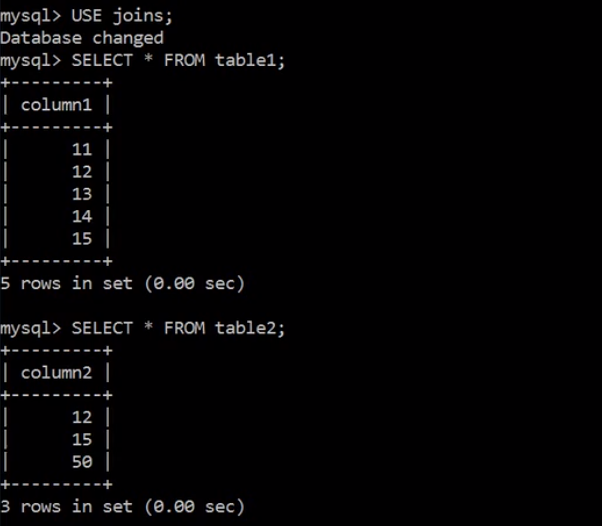 mysql> USE joins;
Database changed
mysql> SELECT * FROM table1;
+---------+
| column1 |
+---------+
|      11 |
|      12 |
|      13 |
|      14 |
|      15 |
+---------+
5 rows in set (0.00 sec)

mysql> SELECT * FROM table2;
+---------+
| column2 |
+---------+
|      12 |
|      15 |
|      50 |
+---------+
3 rows in set (0.00 sec)